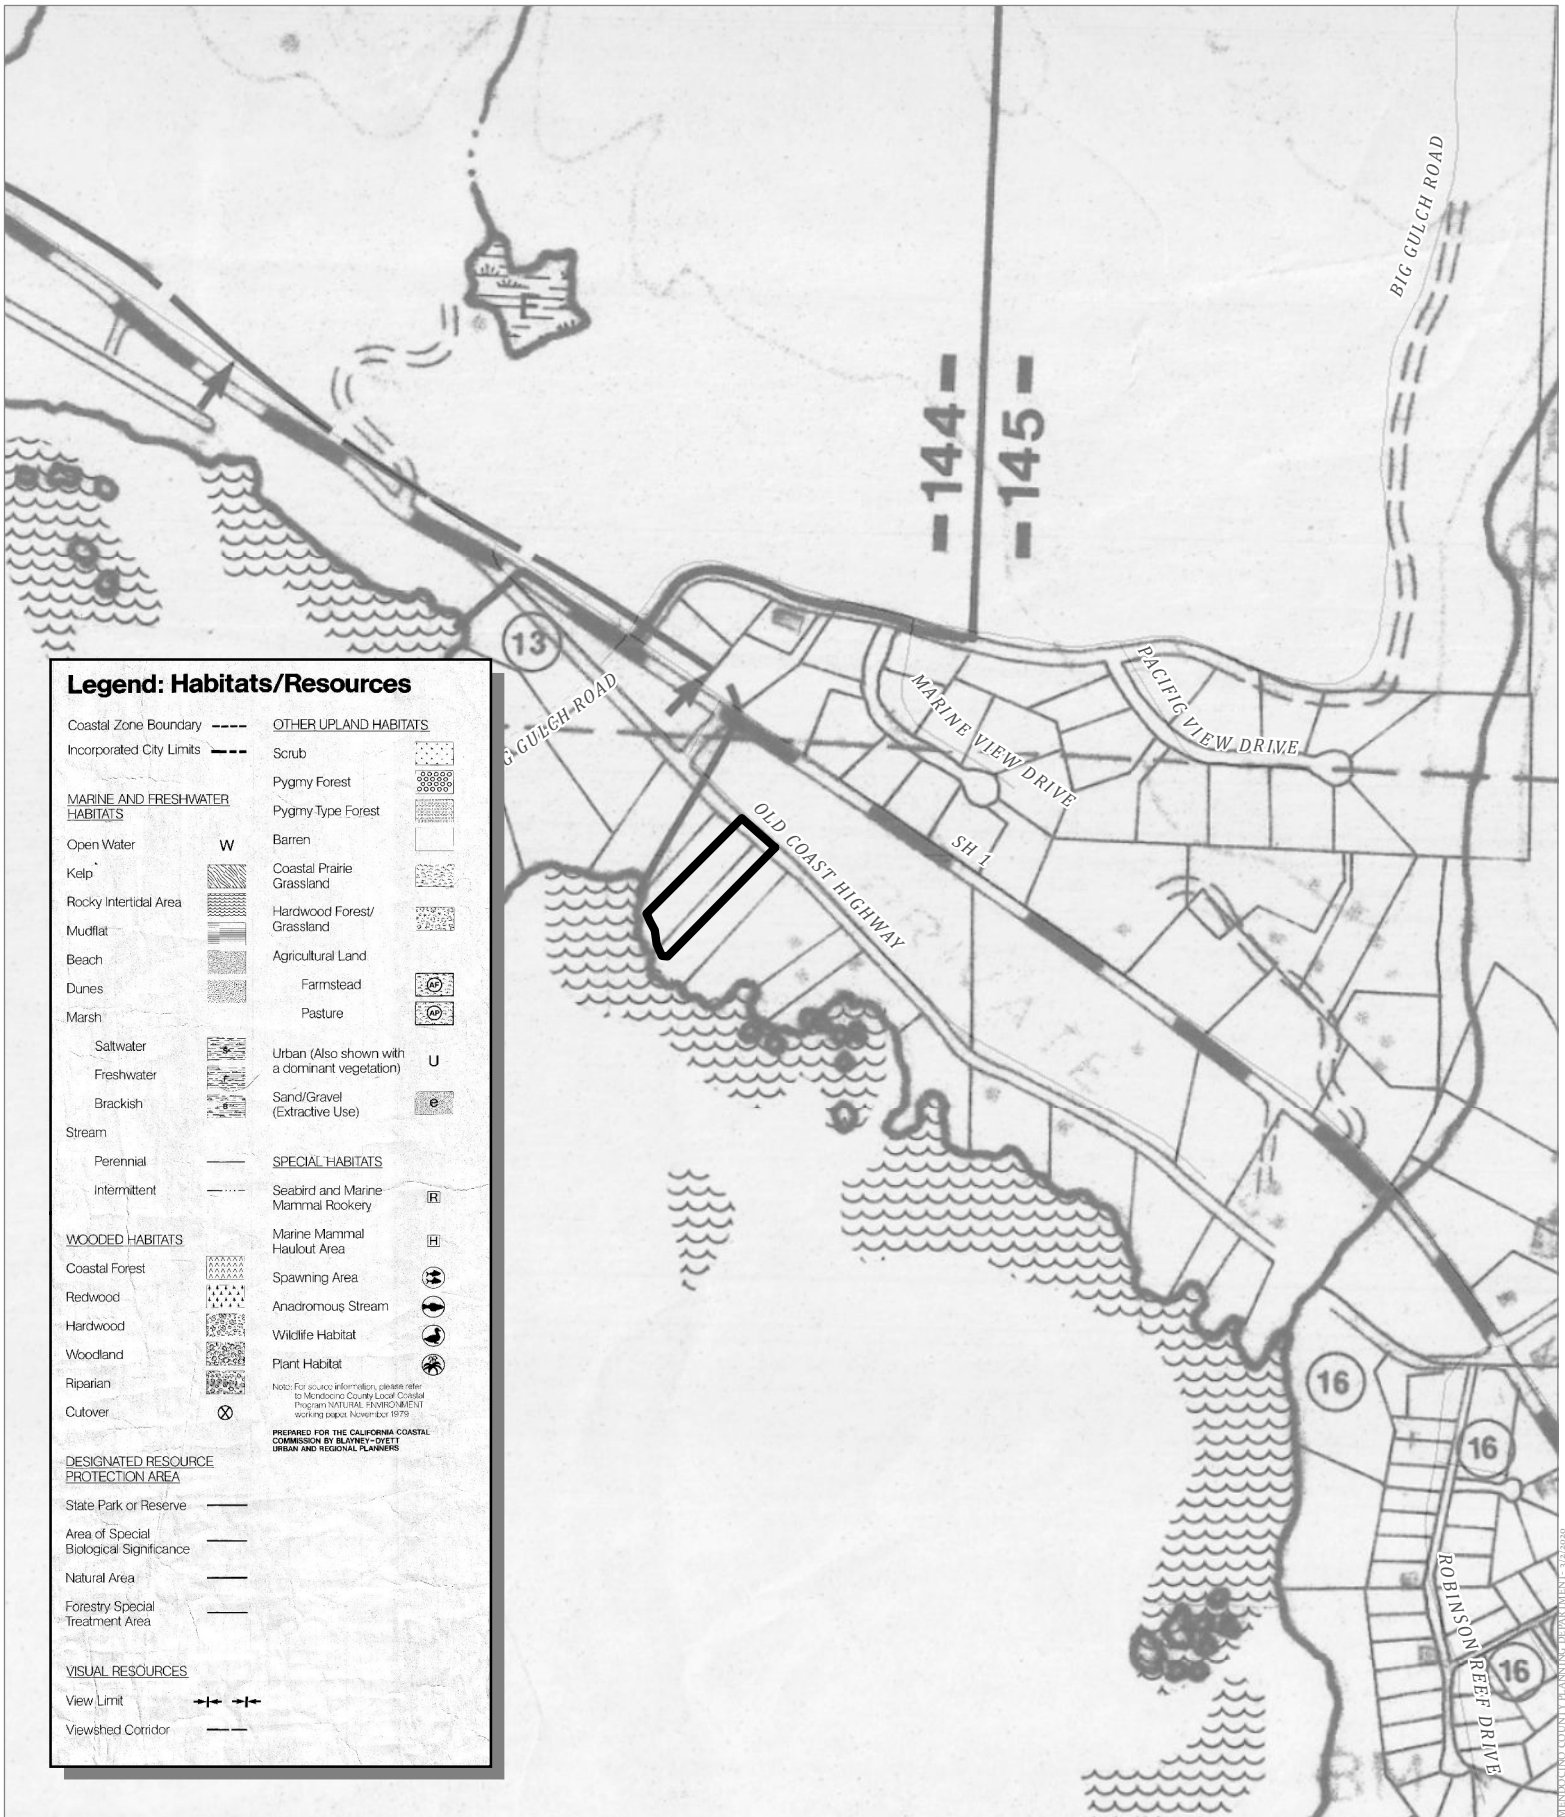 BIG GULCH ROAD
-144-
-145-
13
G GULCH ROAD
MARINE VIEW DRIVE
PACIFIC VIEW DRIVE
OLD COAST HIGHWAY
SH 1
16
16
16
ROBINSON REEF DRIVE
MENDOCINO COUNTY PLANNING DEPARTMENT - 3/2/2020
Legend: Habitats/Resources
Coastal Zone Boundary
Incorporated City Limits
MARINE AND FRESHWATER
HABITATS
Open Water W
Kelp
Rocky Intertidal Area
Mudflat
Beach
Dunes
Marsh
Saltwater s
Freshwater
Brackish
Stream
Perennial
Intermittent
WOODED HABITATS
Coastal Forest
Redwood
Hardwood
Woodland
Riparian
Cutover
DESIGNATED RESOURCE
PROTECTION AREA
State Park or Reserve
Area of Special
Biological Significance
Natural Area
Forestry Special
Treatment Area
VISUAL RESOURCES
View Limit
Viewshed Corridor
OTHER UPLAND HABITATS
Scrub
Pygmy Forest
Pygmy Type Forest
Barren
Coastal Prairie
Grassland
Hardwood Forest/
Grassland
Agricultural Land
Farmstead AF
Pasture AP
Urban (Also shown with
a dominant vegetation) U
Sand/Gravel
(Extractive Use) e
SPECIAL HABITATS
Seabird and Marine
Mammal Rookery R
Marine Mammal
Haulout Area H
Spawning Area
Anadromous Stream
Wildlife Habitat
Plant Habitat
Note: For source information, please refer
to Mendocino County Local Coastal
Program NATURAL ENVIRONMENT
working paper, November 1979
PREPARED FOR THE CALIFORNIA COASTAL
COMMISSION BY BLAYNEY-DYETT
URBAN AND REGIONAL PLANNERS